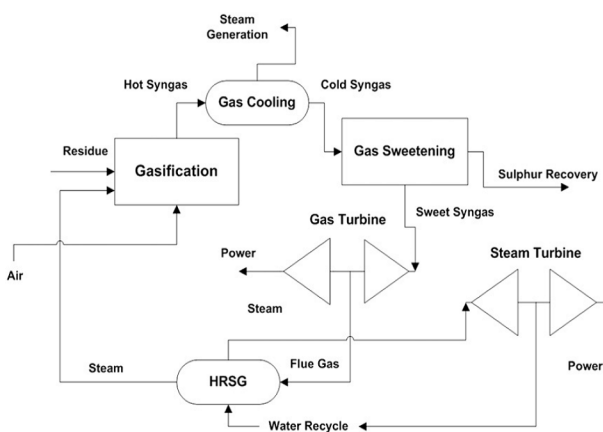 Steam
Generation
Hot Syngas
Cold Syngas
Gas Cooling
Residue
Gasification
Gas Sweetening
Sulphur Recovery
Sweet Syngas
Gas Turbine
Steam Turbine
Power
Air
Steam
Flue Gas
Steam
Power
HRSG
Water Recycle